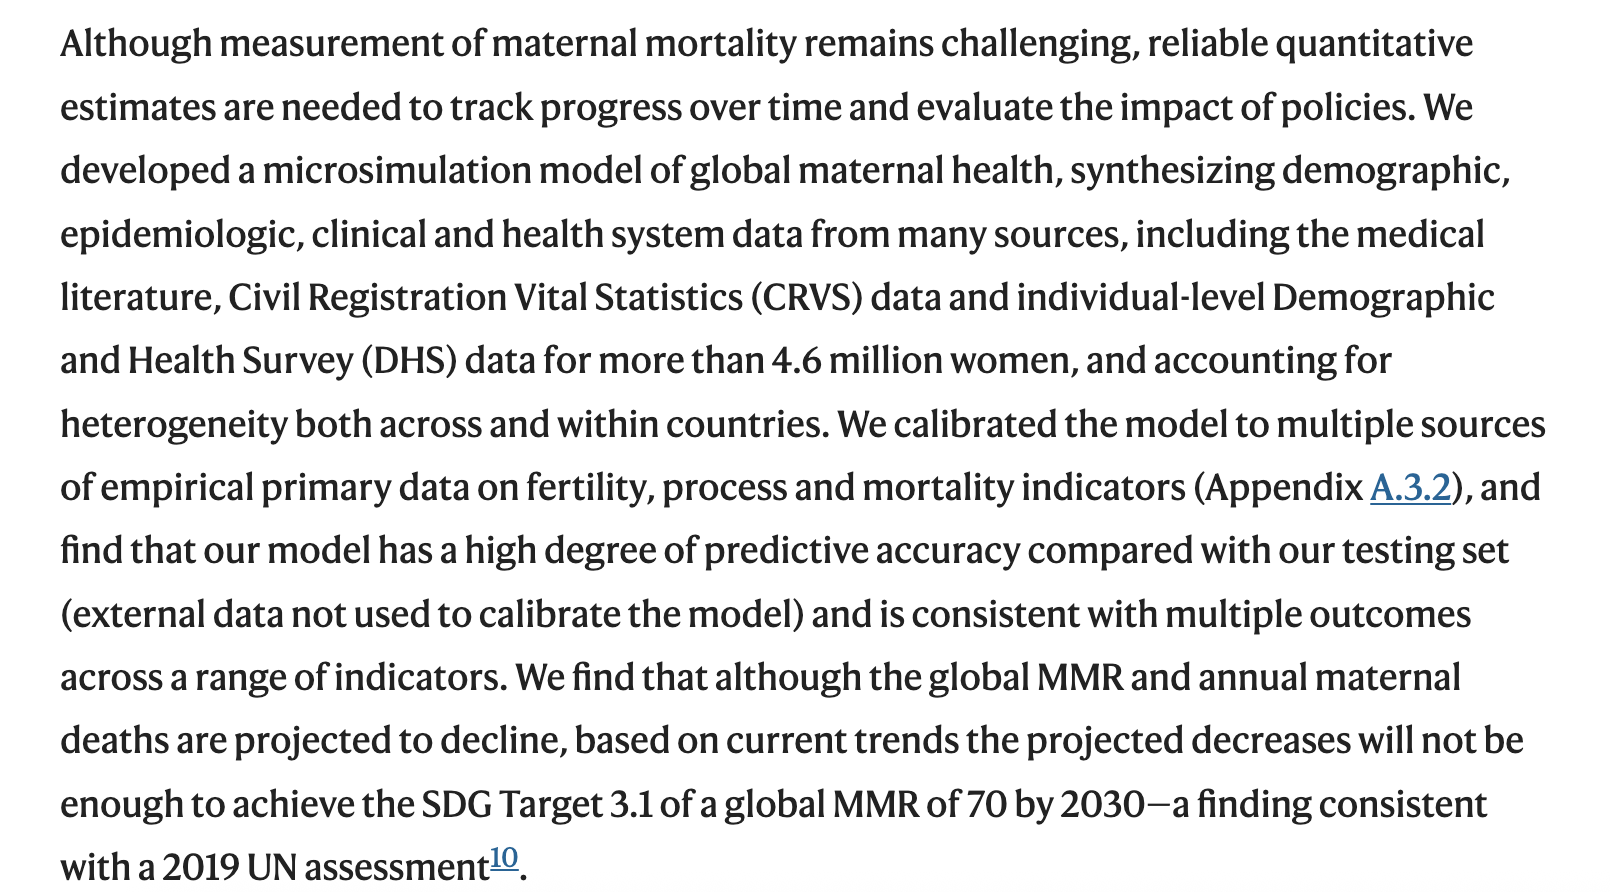 Although measurement of maternal mortality remains challenging, reliable quantitative
estimates are needed to track progress over time and evaluate the impact of policies. We
developed a microsimulation model of global maternal health, synthesizing demographic,
epidemiologic, clinical and health system data from many sources, including the medical
literature, Civil Registration Vital Statistics (CRVS) data and individual-level Demographic
and Health Survey (DHS) data for more than 4.6 million women, and accounting for
heterogeneity both across and within countries. We calibrated the model to multiple sources
of empirical primary data on fertility, process and mortality indicators (Appendix A.3.2), and
find that our model has a high degree of predictive accuracy compared with our testing set
(external data not used to calibrate the model) and is consistent with multiple outcomes
across a range of indicators. We find that although the global MMR and annual maternal
deaths are projected to decline, based on current trends the projected decreases will not be
enough to achieve the SDG Target 3.1 of a global MMR of 70 by 2030—a finding consistent
with a 2019 UN assessment10.